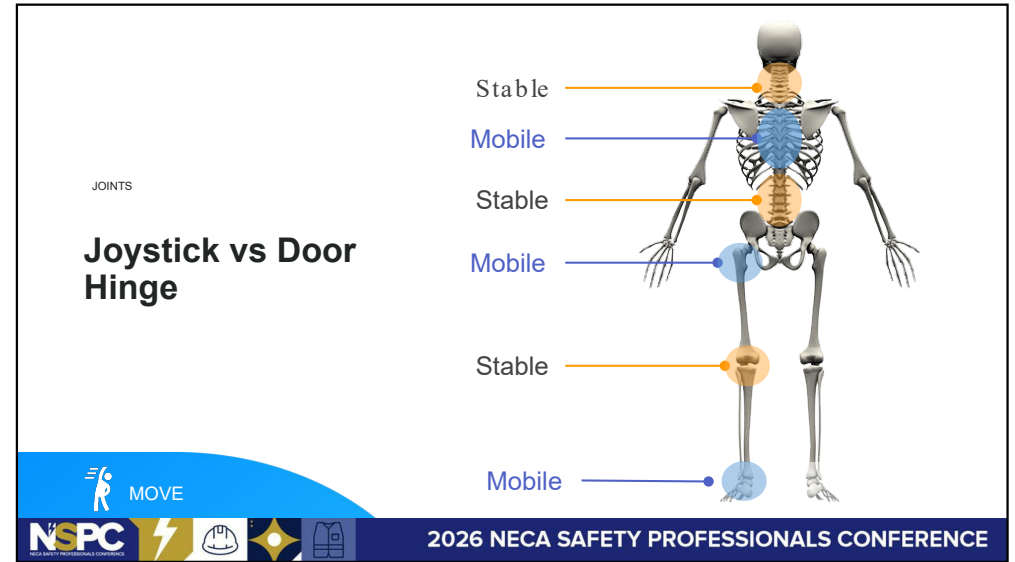 JOINTS
Joystick vs Door
Hinge
Stable
Mobile
Stable
Mobile
Stable
Mobile
MOVE
NSPC
NECA SAFETY PROFESSIONALS CONFERENCE
2026 NECA SAFETY PROFESSIONALS CONFERENCE